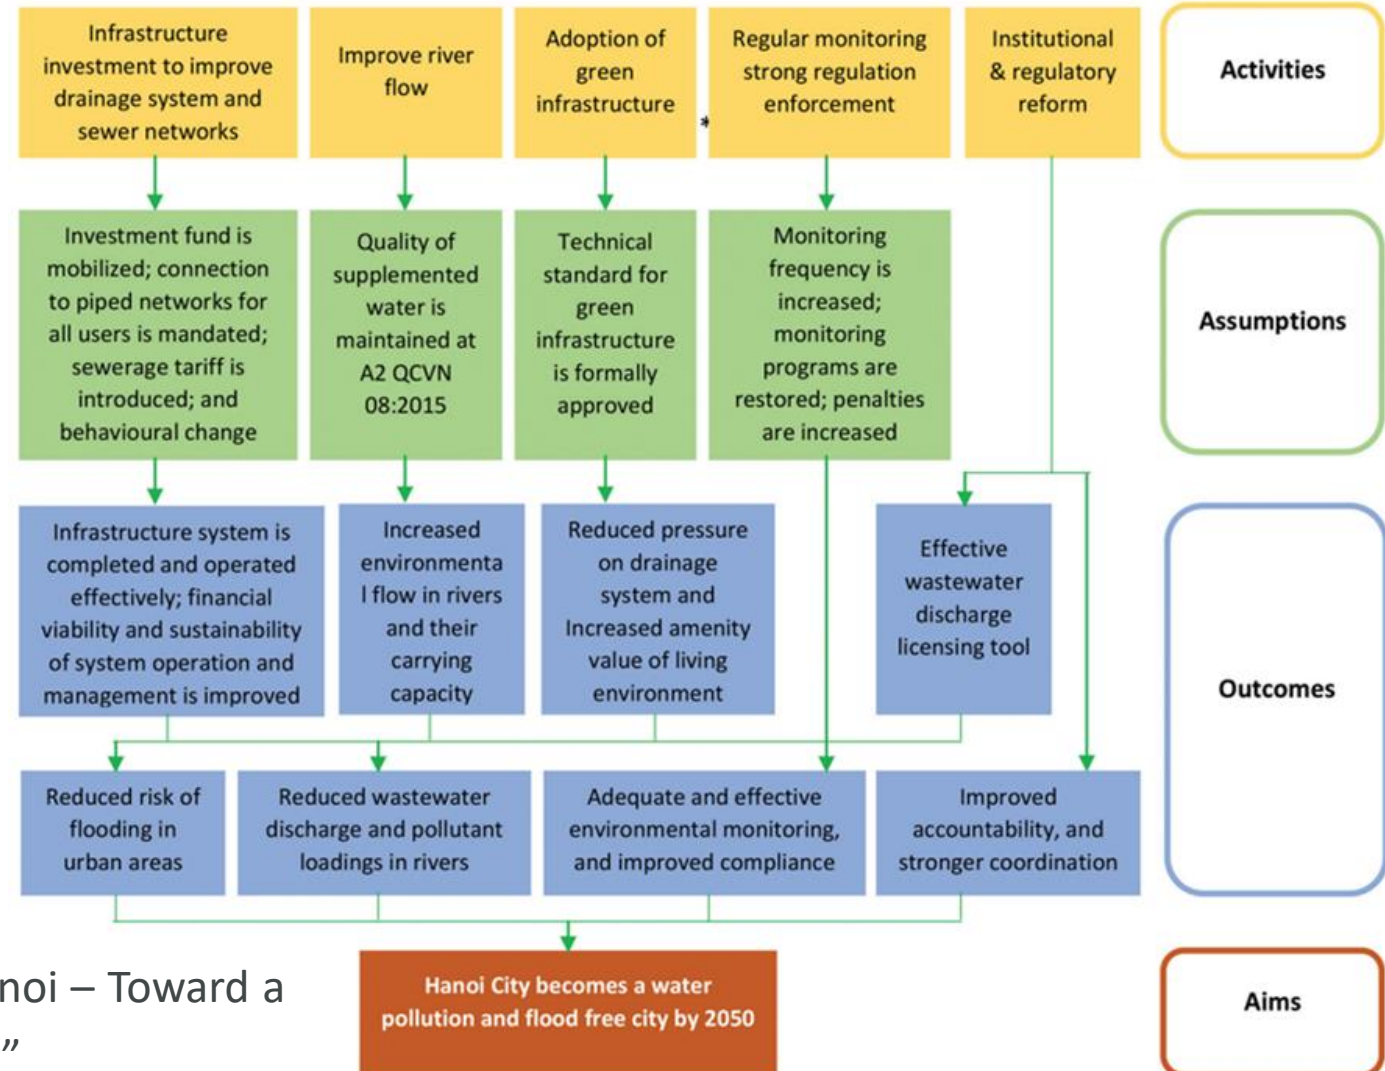 Infrastructure
investment to improve
drainage system and
sewer networks
Improve river
flow
Adoption of
green
infrastructure
*
Regular monitoring
strong regulation
enforcement
Institutional
& regulatory
reform
Activities
Investment fund is
mobilized; connection
to piped networks for
all users is mandated;
sewerage tariff is
introduced; and
behavioural change
Quality of
supplemented
water is
maintained at
A2 QCVN
08:2015
Technical
standard for
green
infrastructure
is formally
approved
Monitoring
frequency is
increased;
monitoring
programs are
restored; penalties
are increased
Assumptions
Infrastructure system is
completed and operated
effectively; financial
viability and sustainability
of system operation and
management is improved
Increased
environmenta
l flow in rivers
and their
carrying
capacity
Reduced pressure
on drainage
system and
Increased amenity
value of living
environment
Effective
wastewater
discharge
licensing tool
Outcomes
Reduced risk of
flooding in
urban areas
Reduced wastewater
discharge and pollutant
loadings in rivers
Adequate and effective
environmental monitoring,
and improved compliance
Improved
accountability, and
stronger coordination
noi – Toward a
”
Hanoi City becomes a water
pollution and flood free city by 2050
Aims